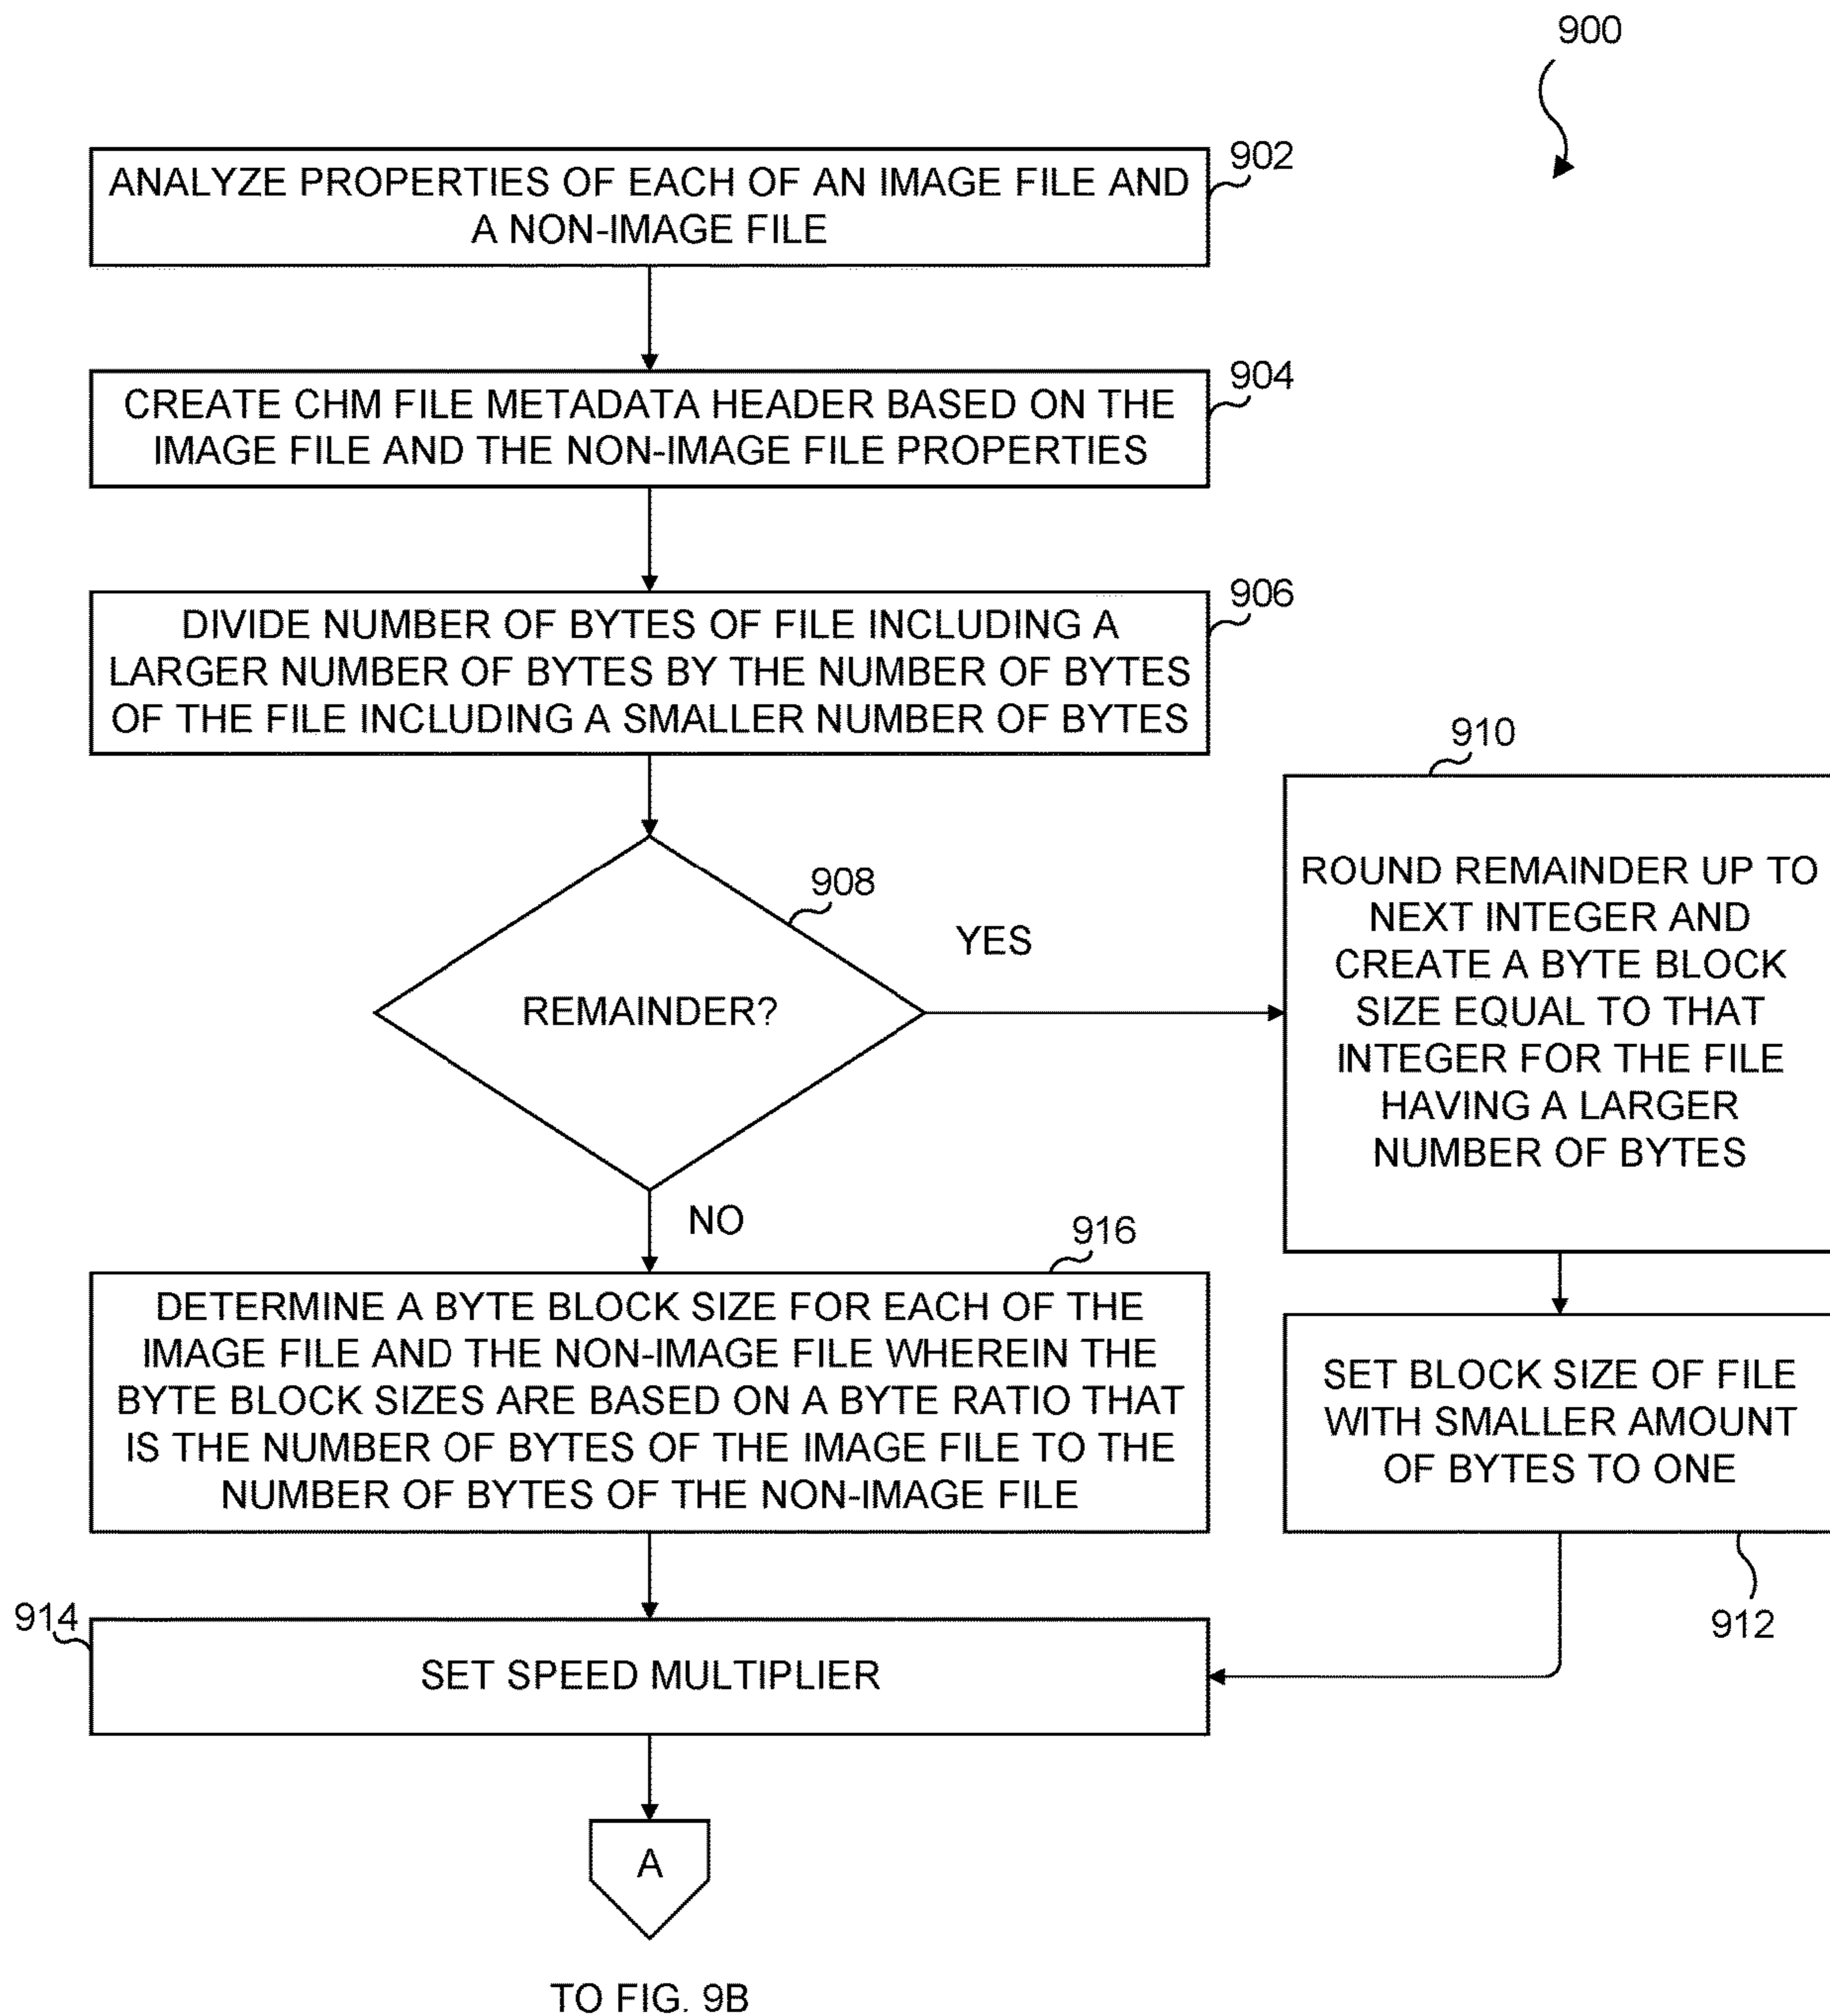 900
902
ANALYZE PROPERTIES OF EACH OF AN IMAGE FILE AND
A NON-IMAGE FILE
904
CREATE CHM FILE METADATA HEADER BASED ON THE
IMAGE FILE AND THE NON-IMAGE FILE PROPERTIES
906
DIVIDE NUMBER OF BYTES OF FILE INCLUDING A
LARGER NUMBER OF BYTES BY THE NUMBER OF BYTES
OF THE FILE INCLUDING A SMALLER NUMBER OF BYTES
908
REMAINDER?
YES
910
ROUND REMAINDER UP TO
NEXT INTEGER AND
CREATE A BYTE BLOCK
SIZE EQUAL TO THAT
INTEGER FOR THE FILE
HAVING A LARGER
NUMBER OF BYTES
NO
916
DETERMINE A BYTE BLOCK SIZE FOR EACH OF THE
IMAGE FILE AND THE NON-IMAGE FILE WHEREIN THE
BYTE BLOCK SIZES ARE BASED ON A BYTE RATIO THAT
IS THE NUMBER OF BYTES OF THE IMAGE FILE TO THE
NUMBER OF BYTES OF THE NON-IMAGE FILE
SET BLOCK SIZE OF FILE
WITH SMALLER AMOUNT
OF BYTES TO ONE
912
914
SET SPEED MULTIPLIER
A
TO FIG. 9B